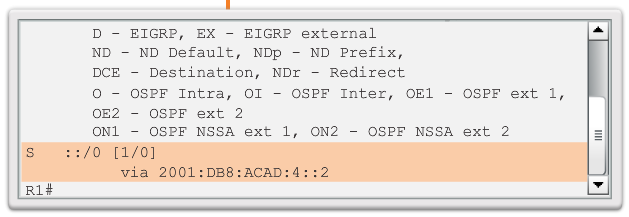 D - EIGRP, EX - EIGRP external
ND - ND Default, NDp - ND Prefix,
DCE - Destination, NDr - Redirect
O - OSPF Intra, OI - OSPF Inter, OE1 - OSPF ext 1,
OE2 - OSPF ext 2
ON1 - OSPF NSSA ext 1, ON2 - OSPF NSSA ext 2
S ::/0 [1/0]
via 2001:DB8:ACAD:4::2
R1#